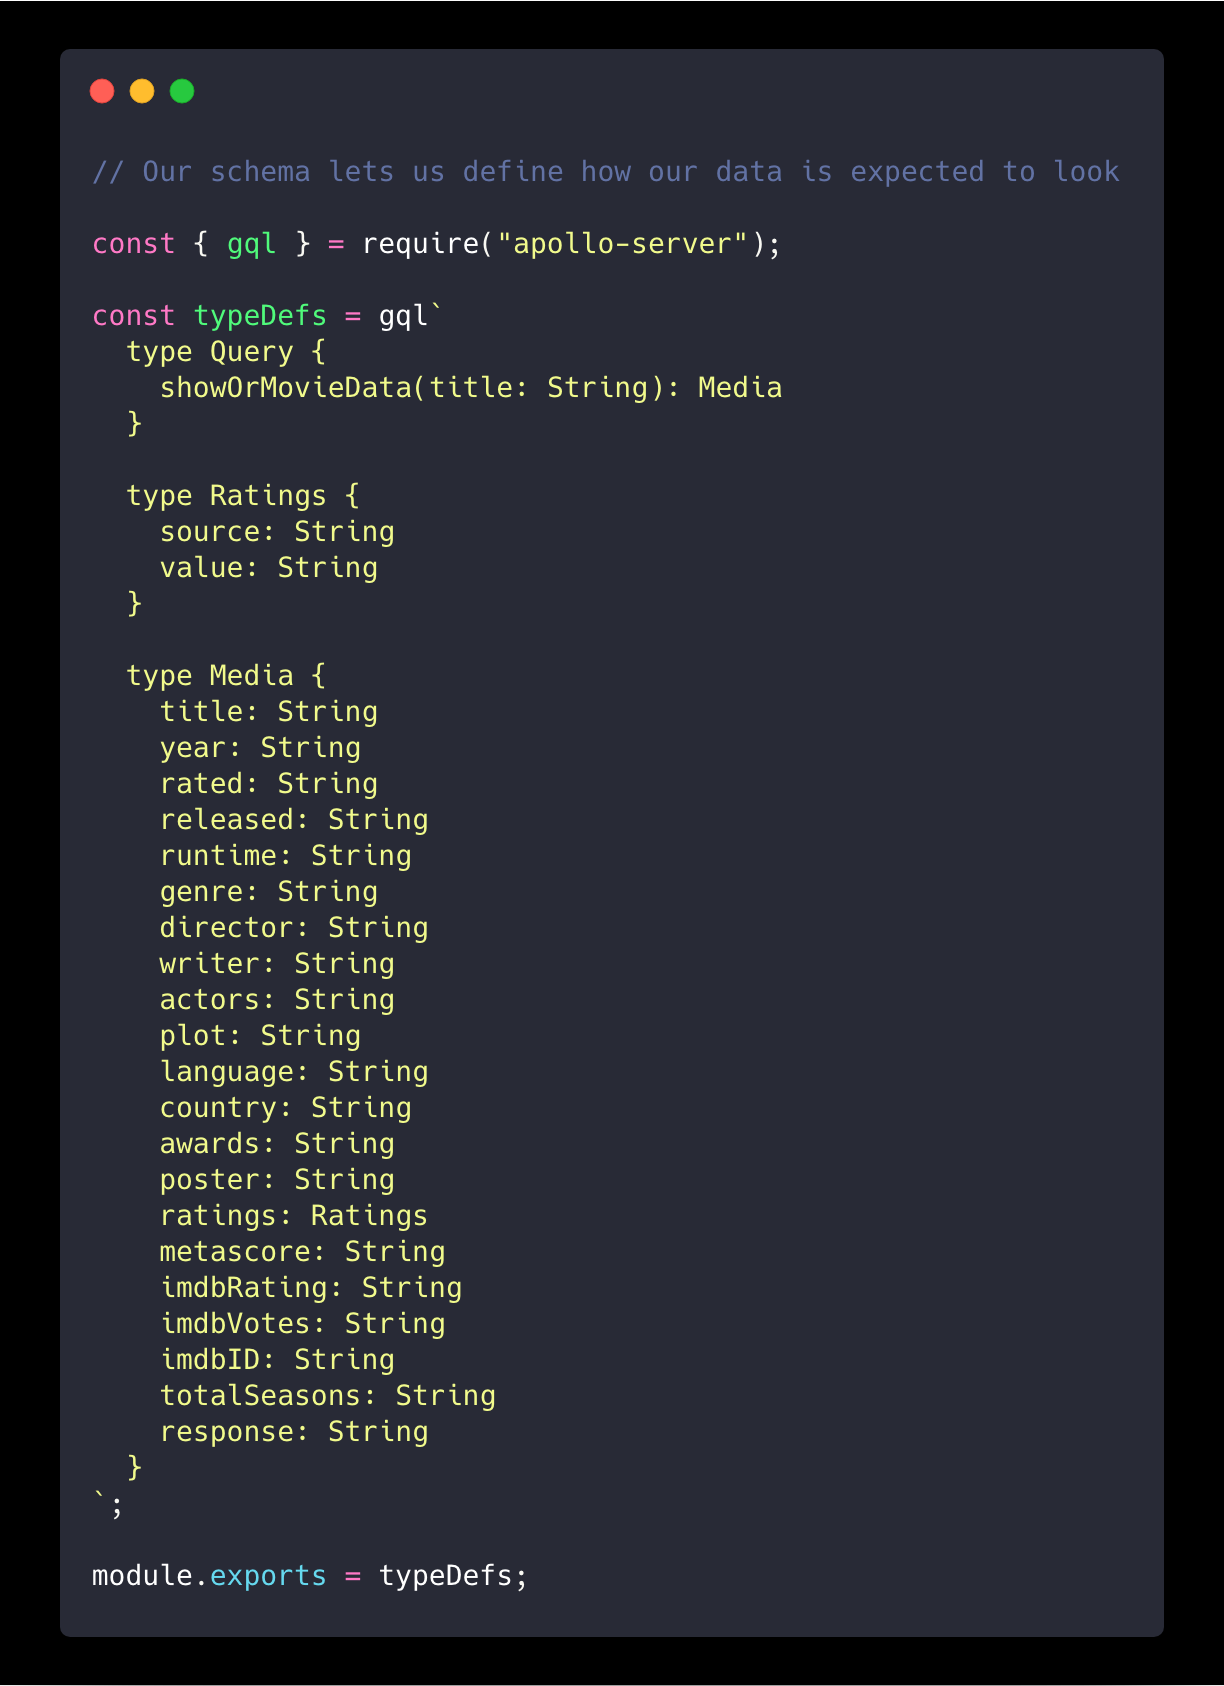 // Our schema lets us define how our data is expected to look

const { gql } = require("apollo-server");

const typeDefs = gql`
  type Query {
    showOrMovieData(title: String): Media
  }

  type Ratings {
    source: String
    value: String
  }

  type Media {
    title: String
    year: String
    rated: String
    released: String
    runtime: String
    genre: String
    director: String
    writer: String
    actors: String
    plot: String
    language: String
    country: String
    awards: String
    poster: String
    ratings: Ratings
    metascore: String
    imdbRating: String
    imdbVotes: String
    imdbID: String
    totalSeasons: String
    response: String
  }
`;

module.exports = typeDefs;